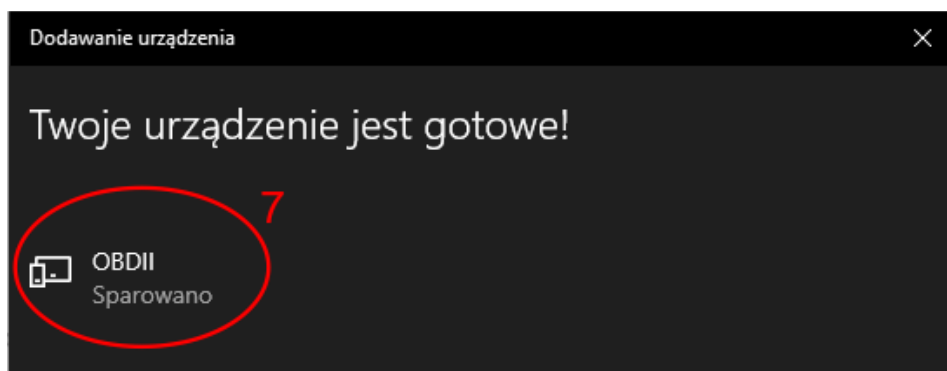 Dodawanie urządzenia
Twoje urządzenie jest gotowe!
7
OBDII
Sparowano